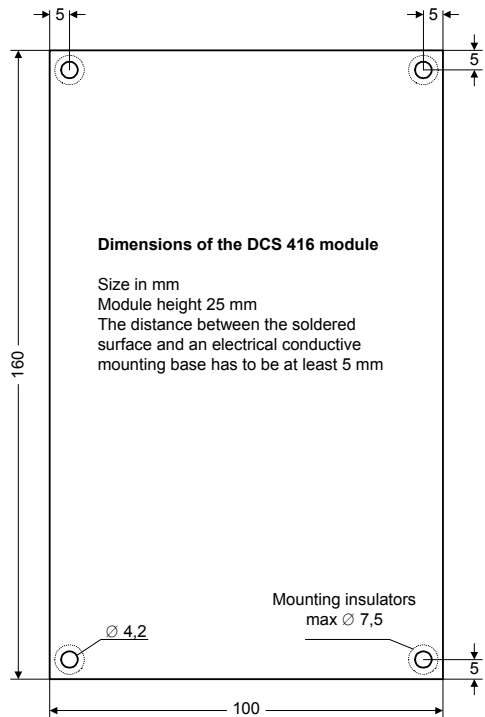 5
5
5
Dimensions of the DCS 416 module
Size in mm
Module height 25 mm
The distance between the soldered
surface and an electrical conductive
mounting base has to be at least 5 mm
160
Mounting insulators
max ∅ 7,5
∅ 4,2
5
100